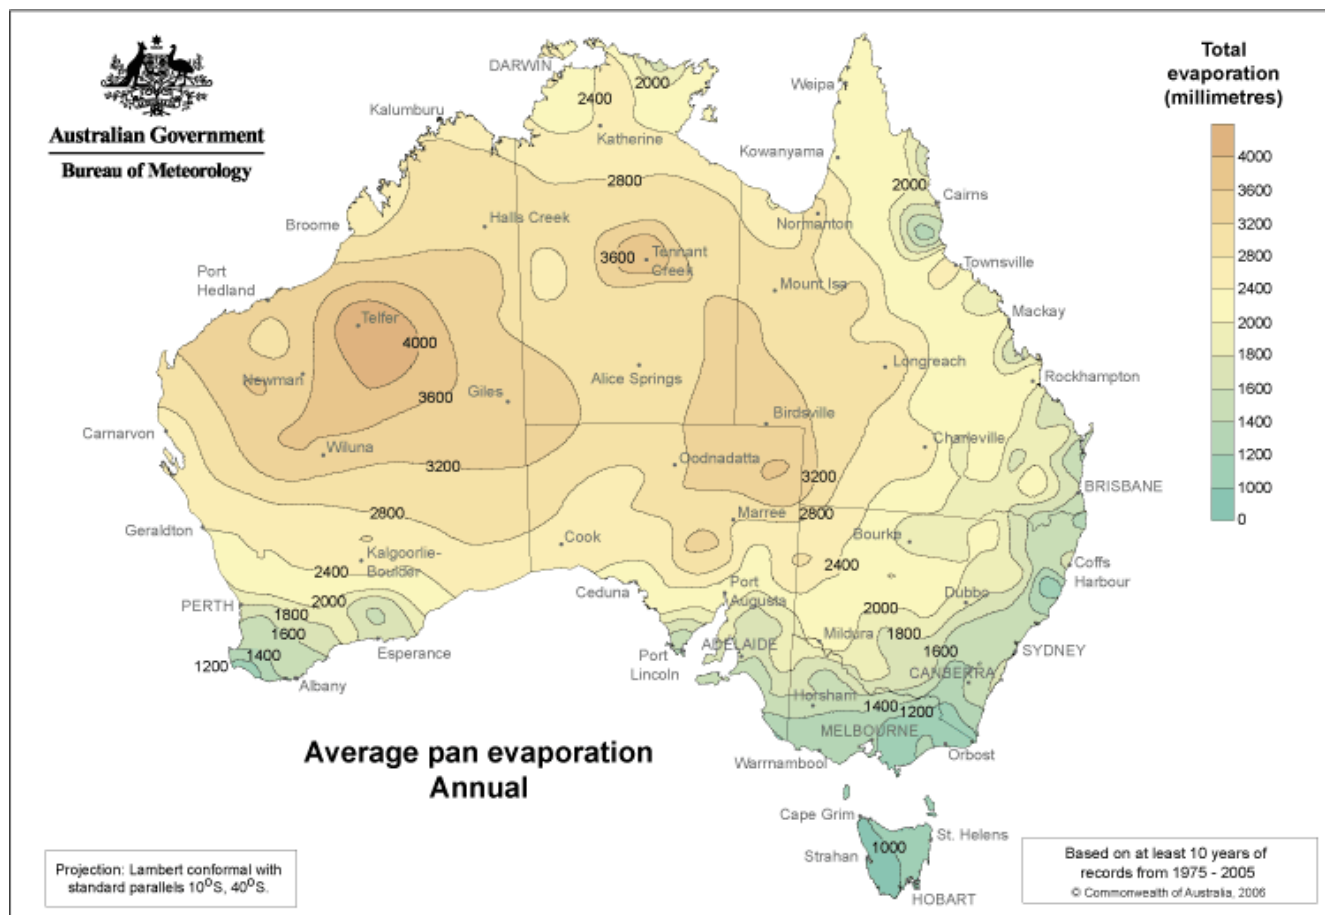 Australian Government
Bureau of Meteorology
Total
evaporation
(millimetres)
4000
3600
3200
2800
2400
2000
1800
1600
1400
1200
1000
0
DARWIN
2000
2400
Weipa
Kalumburu
Katherine
Kowanyama
2800
2000
Cairns
Halls Creek
Normanton
Broome
3600
Tennant
Creek
Townsville
Port
Hedland
Mount Isa
Telfer
4000
Mackay
Newman
Giles
3600
Alice Springs
Longreach
Rockhampton
Birdsville
Carnarvon
Wiluna
3200
Oodnadatta
3200
Charleville
BRISBANE
Geraldton
2800
Marree
2800
Kalgoorlie-
Boulder
Cook
Bourke
2400
2400
Coffs
Harbour
PERTH
2000
1800
1600
Ceduna
Port
Augusta
2000
Dubbo
1200
1400
Esperance
Albany
Port
Lincoln
ADELAIDE
Mildura
1800
1600
SYDNEY
CANBERRA
Horsham
1400
1200
MELBOURNE
Warrnambool
Orbost
Average pan evaporation
Annual
Cape Grim
St. Helens
Strahan
1000
HOBART
Projection: Lambert conformal with
standard parallels 10⁰S, 40⁰S.
Based on at least 10 years of
records from 1975 - 2005
© Commonwealth of Australia, 2006